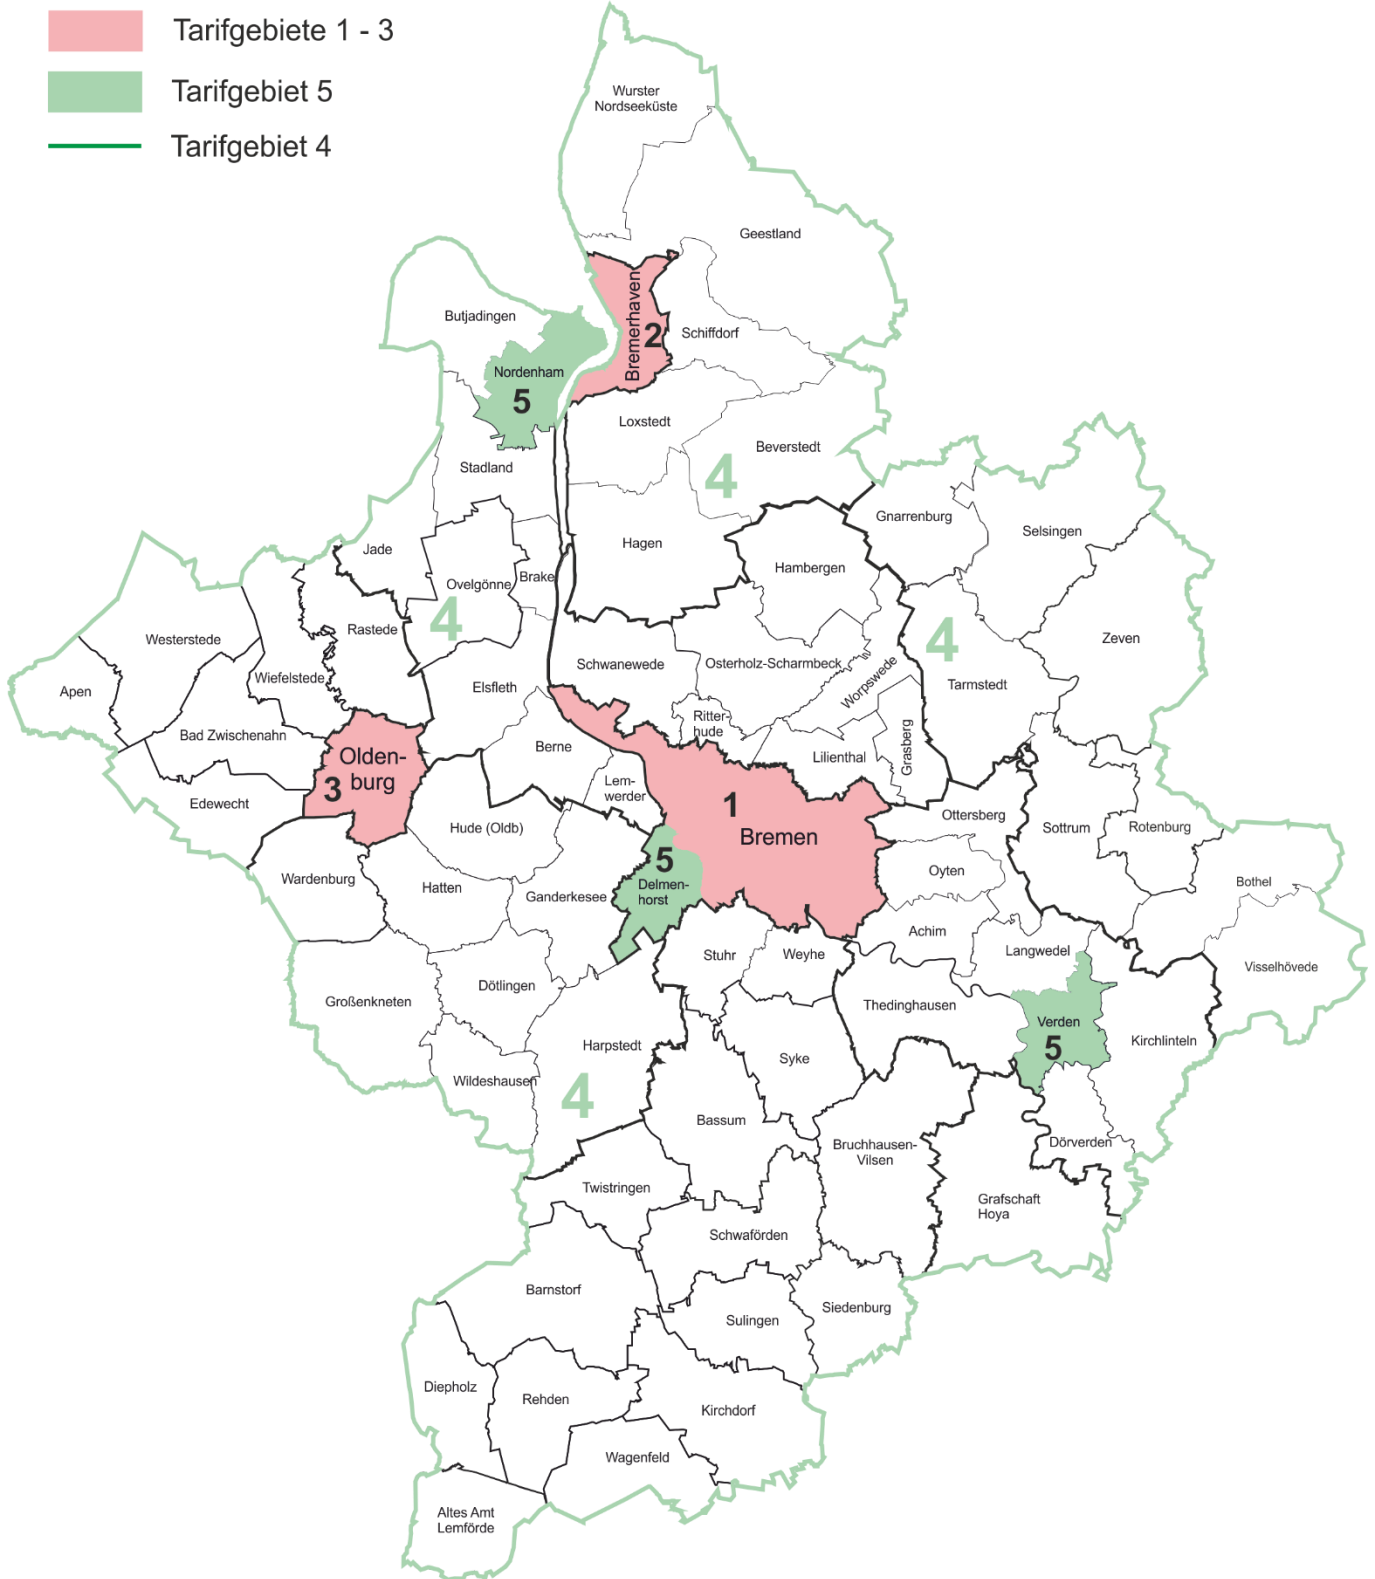 Tarifgebiete 1 - 3
Tarifgebiet 5
Tarifgebiet 4
Wurster
Nordseeküste
Geestland
Butjadingen
Bremerhaven
2
Schiffdorf
Nordenham
5
Loxstedt
Beverstedt
4
Stadland
Gnarrenburg
Selsingen
Hagen
Hambergen
Jade
Ovelgönne
Brake
4
4
Westerstede
Rastede
Zeven
Schwanewede
Osterholz-Scharmbeck
Worpswede
Tarmstedt
Apen
Wiefelstede
Elsfleth
Ritter-
hude
Bad Zwischenahn
Berne
Lilienthal
Grasberg
Olden-
burg
3
Lem-
werder
Edewecht
1
Bremen
Hude (Oldb)
Ottersberg
Sottrum
Rotenburg
5
Delmen-
horst
Wardenburg
Hatten
Ganderkesee
Oyten
Bothel
Achim
Stuhr
Weyhe
Langwedel
Visselhövede
Großenkneten
Dötlingen
Thedinghausen
Verden
5
Kirchlinteln
Harpstedt
Syke
Wildeshausen
4
Bassum
Bruchhausen-
Vilsen
Dörverden
Twistringen
Grafschaft
Hoya
Schwaförden
Barnstorf
Siedenburg
Sulingen
Diepholz
Rehden
Kirchdorf
Wagenfeld
Altes Amt
Lemförde